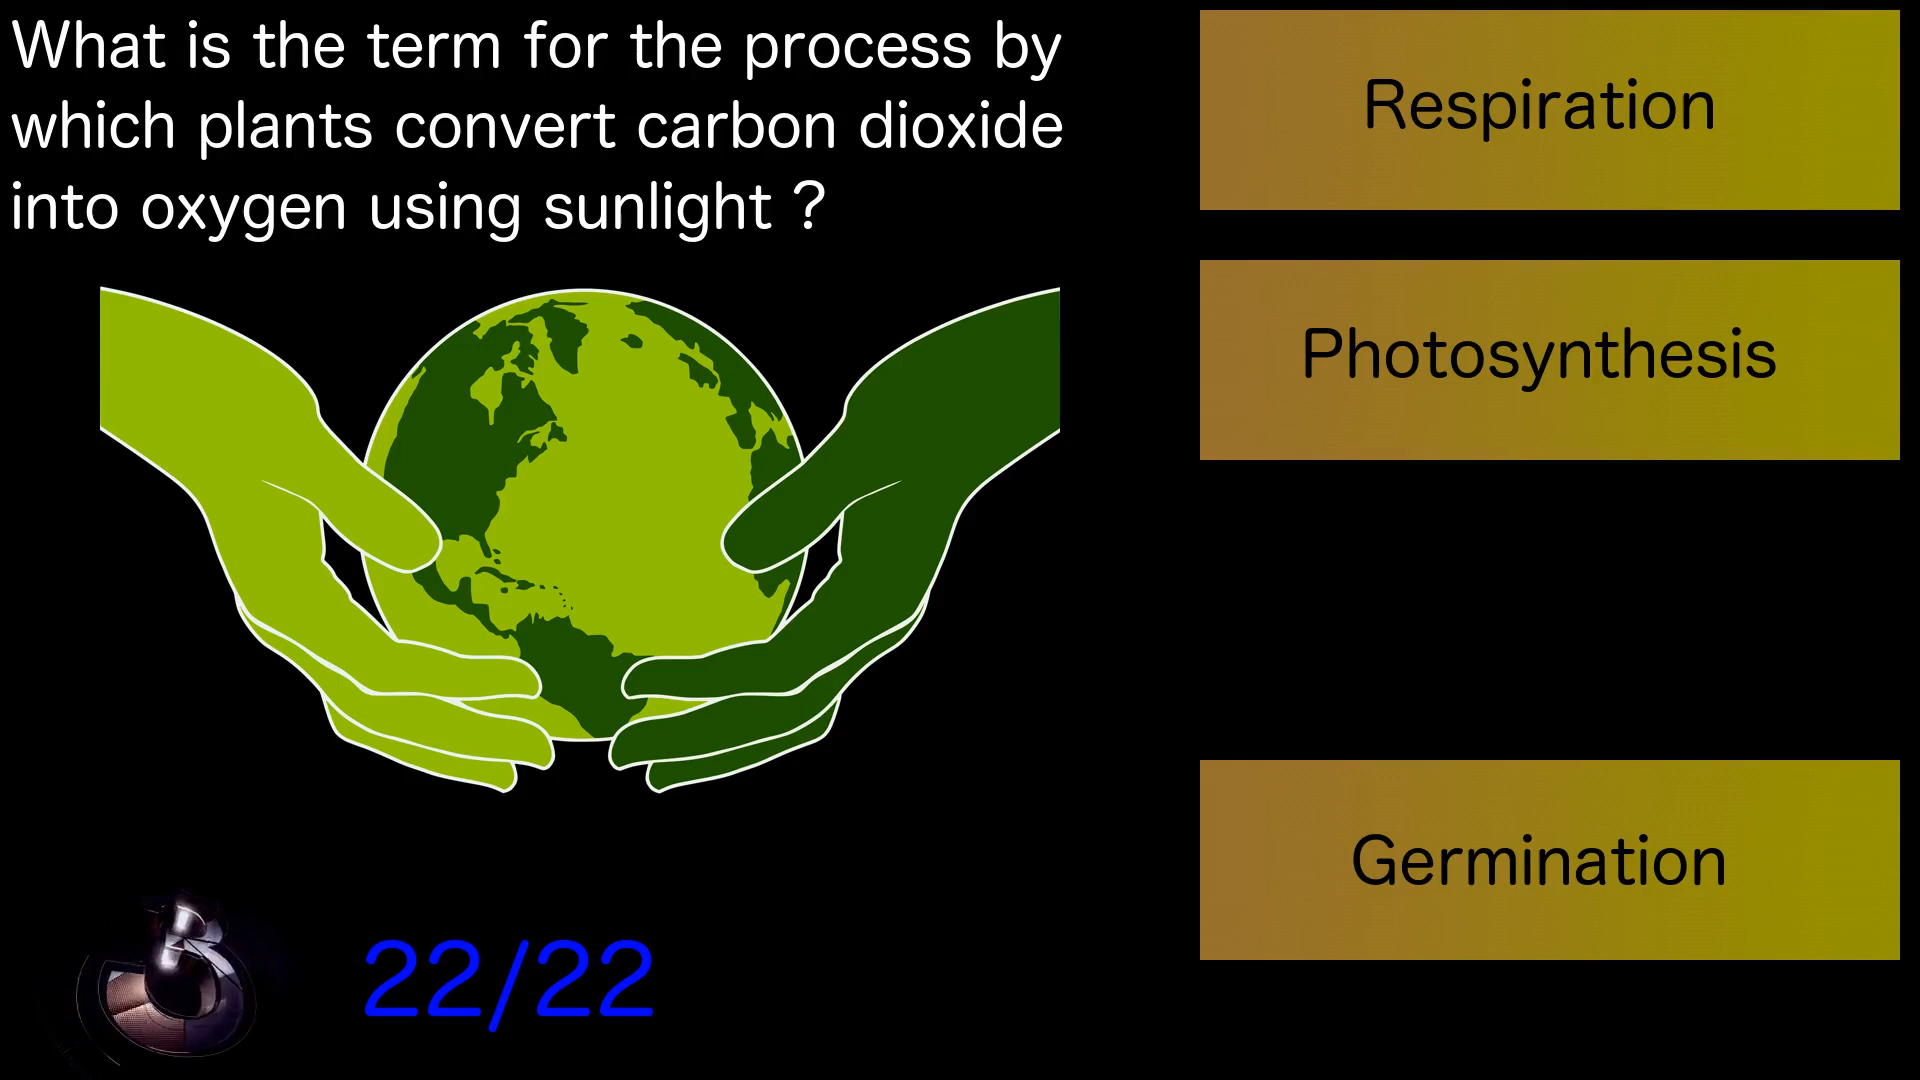 What is the term for the process by
which plants convert carbon dioxide
into oxygen using sunlight ?
Respiration
Photosynthesis
Germination
22/22